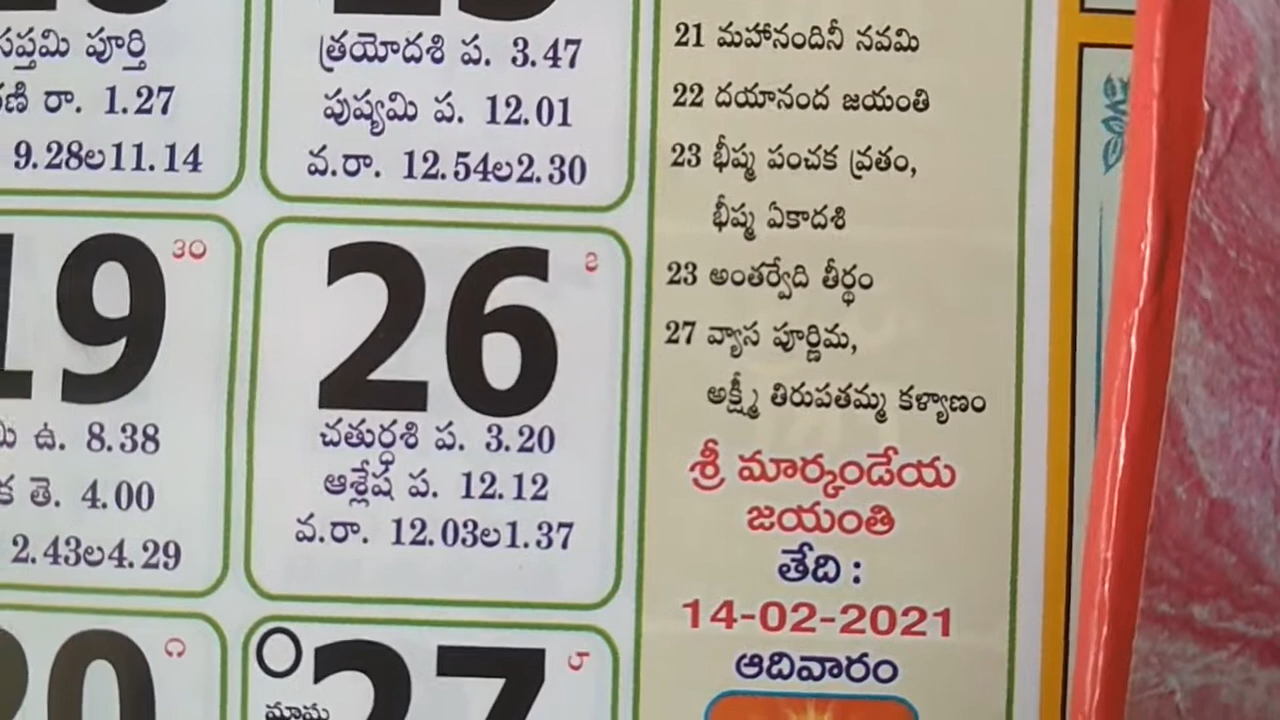 సప్తమి పూర్తి
రా. 1.27
9.28ల11.14
త్రయోదశి ప. 3.47
పుష్యమి ప. 12.01
వ.రా. 12.54ల2.30
19
ఉ. 8.38
తె. 4.00
2.43ల4.29
26
చతుర్దశి ప. 3.20
ఆశ్లేష ప. 12.12
వ.రా. 12.03ల1.37
20
27
మాఘ
21 మహానందినీ నవమి
22 దయానంద జయంతి
23 భీష్మ పంచక వ్రతం,
భీష్మ ఏకాదశి
23 అంతర్వేది తీర్థం
27 వ్యాస పూర్ణిమ,
లక్ష్మీ తిరుపతమ్మ కళ్యాణం
శ్రీ మార్కండేయ
జయంతి
తేది :
14-02-2021
ఆదివారం